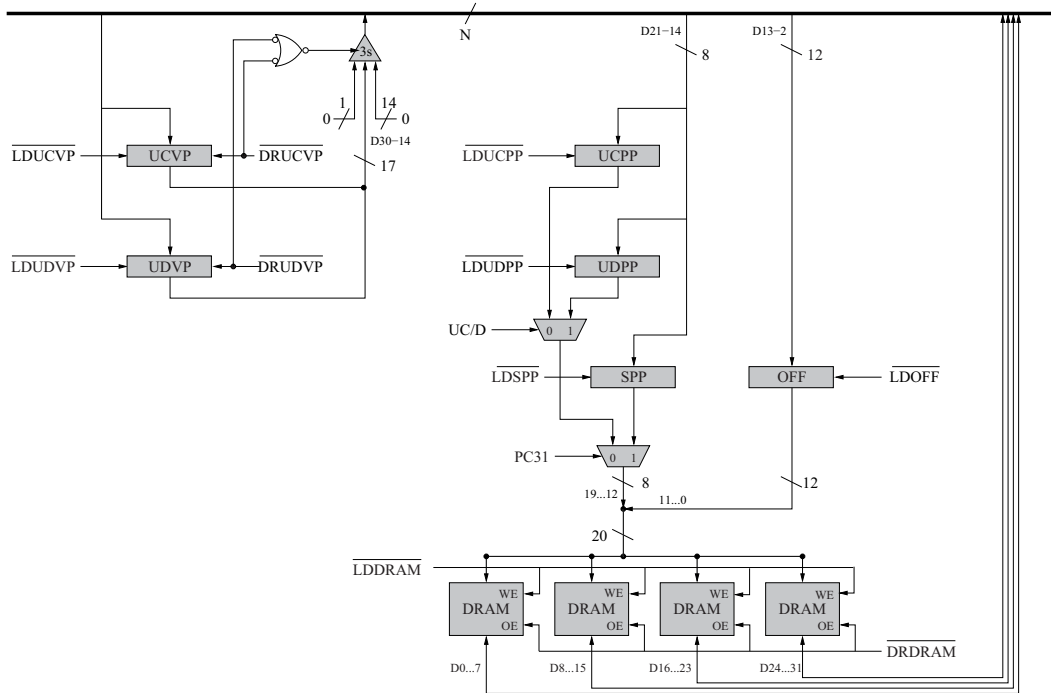 N
D21−14
D13−2
8
12
3s
1
14
0
0
D30−14
17
LDUCVP
UCVP
DRUCVP
LDUCPP
UCPP
LDUDVP
UDVP
DRUDVP
LDUDPP
UDPP
UC/D
0 1
LDSPP
SPP
OFF
LDOFF
PC31
0 1
8
12
19...12
11...0
20
LDDRAM
WE
WE
WE
WE
DRAM
DRAM
DRAM
DRAM
OE
OE
OE
OE
DRDRAM
D0...7
D8...15
D16...23
D24...31